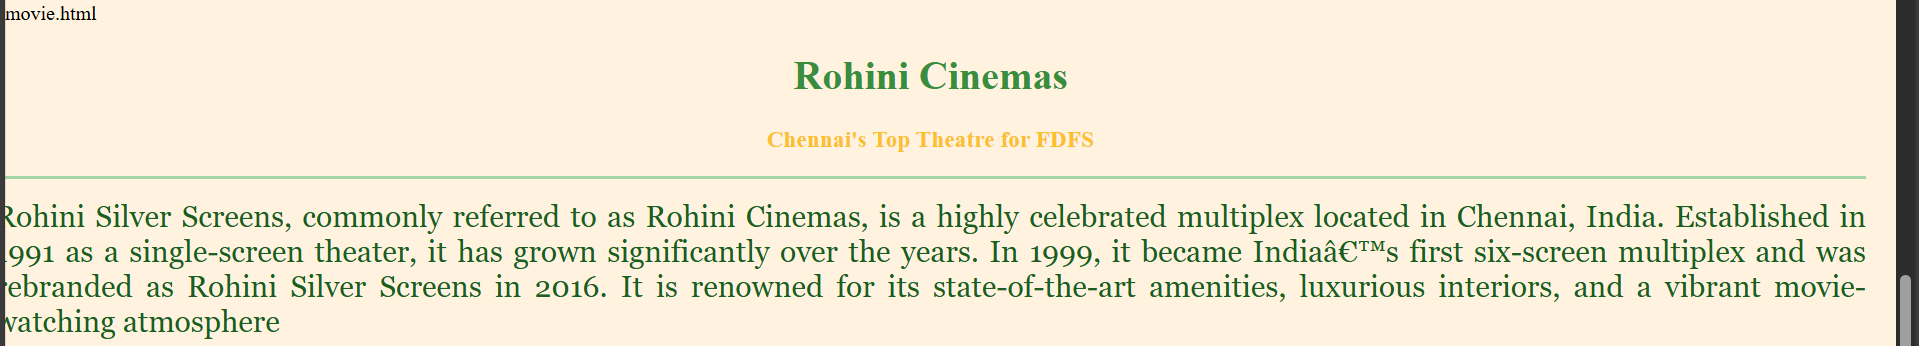 movie.html
Rohini Cinemas
Chennai's Top Theatre for FDFS
Rohini Silver Screens, commonly referred to as Rohini Cinemas, is a highly celebrated multiplex located in Chennai, India. Established in
1991 as a single-screen theater, it has grown significantly over the years. In 1999, it became Indiaâ€™s first six-screen multiplex and was
rebranded as Rohini Silver Screens in 2016. It is renowned for its state-of-the-art amenities, luxurious interiors, and a vibrant movie-
watching atmosphere